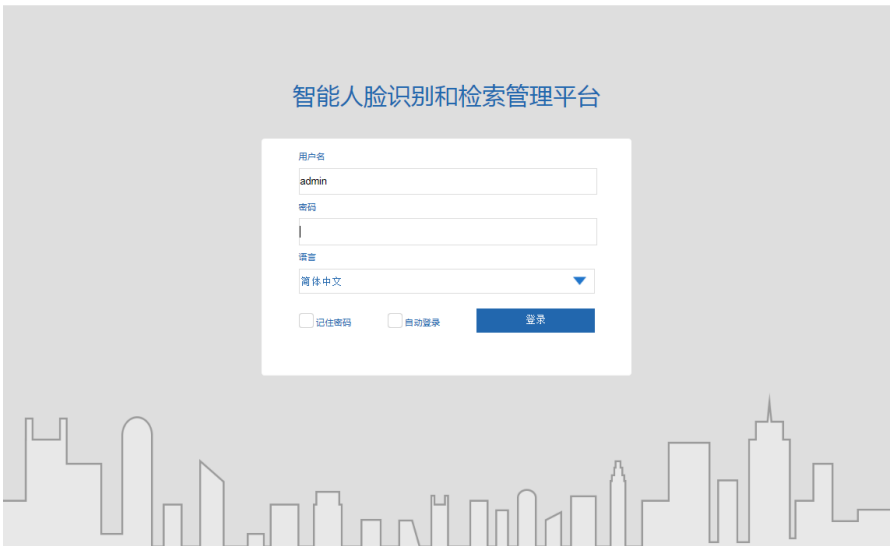 智能人脸识别和检索管理平台
用户名
admin
密码
语言
简体中文
记住密码 自动登录 登录